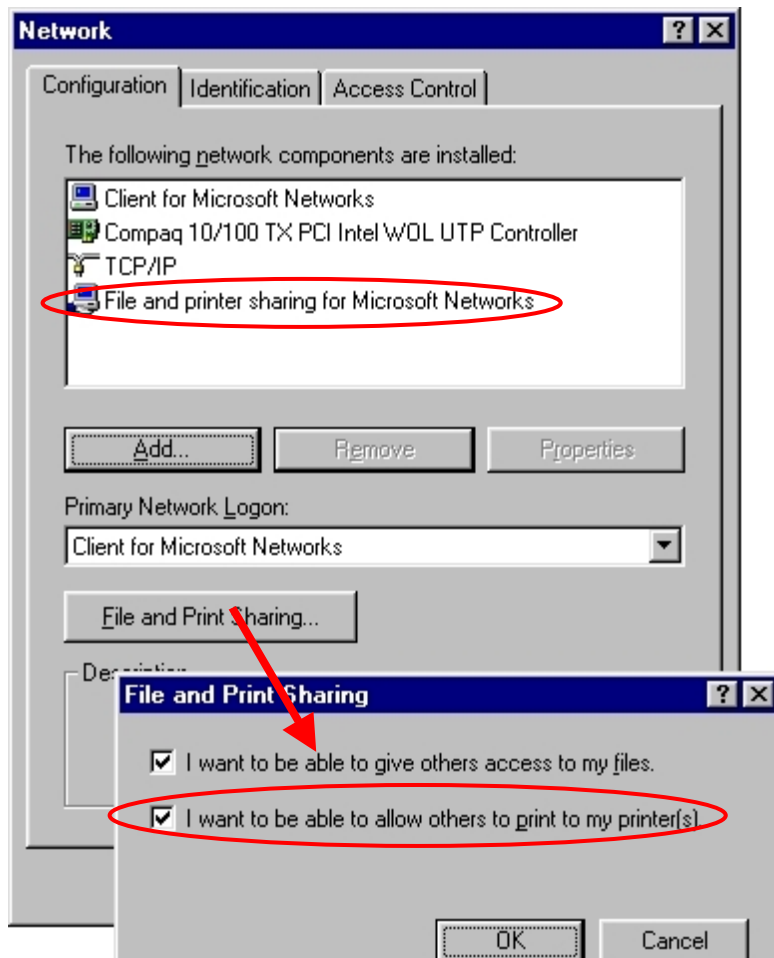 Network
Configuration Identification Access Control
The following network components are installed:
Client for Microsoft Networks
Compaq 10/100 TX PCI Intel WOL UTP Controller
TCP/IP
File and printer sharing for Microsoft Networks
Add... Remove Properties
Primary Network Logon:
Client for Microsoft Networks
File and Print Sharing...
Description
File and Print Sharing
I want to be able to give others access to my files.
I want to be able to allow others to print to my printer(s).
OK Cancel